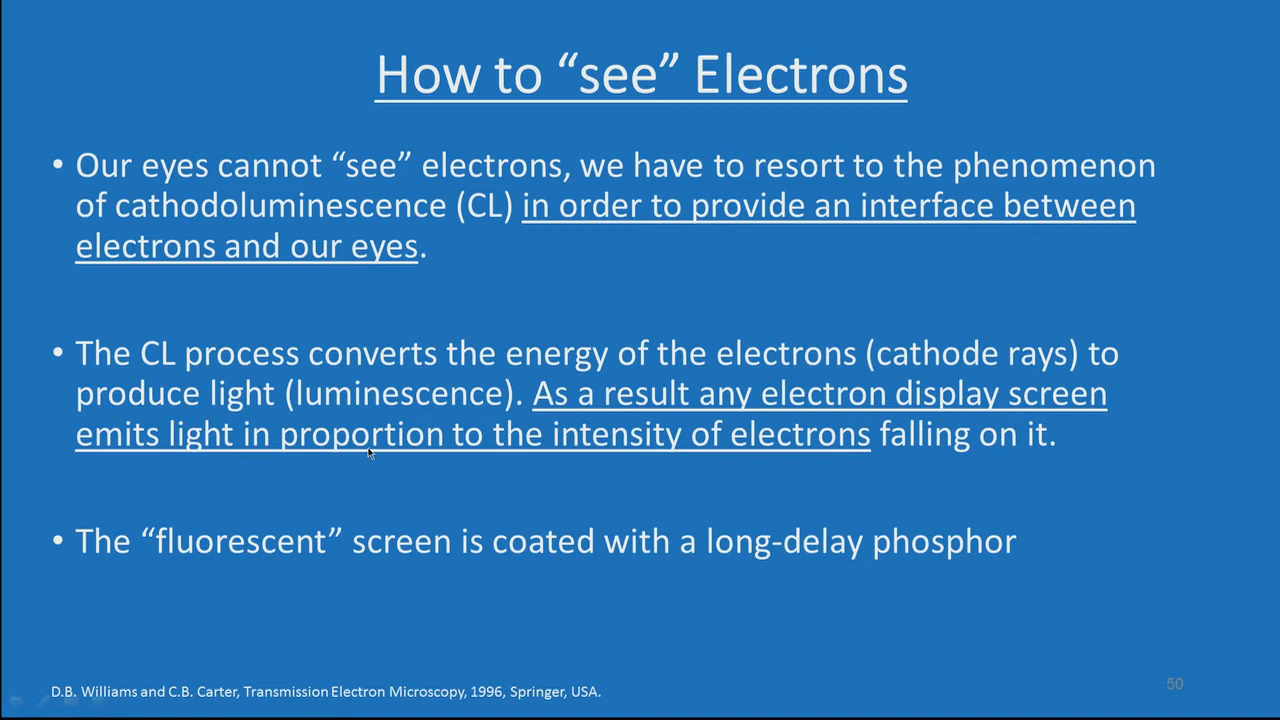 How to “see” Electrons
• Our eyes cannot “see” electrons, we have to resort to the phenomenon
of cathodoluminescence (CL) in order to provide an interface between
electrons and our eyes.
• The CL process converts the energy of the electrons (cathode rays) to
produce light (luminescence). As a result any electron display screen
emits light in proportion to the intensity of electrons falling on it.
• The “fluorescent” screen is coated with a long-delay phosphor
D.B. Williams and C.B. Carter, Transmission Electron Microscopy, 1996, Springer, USA.
50